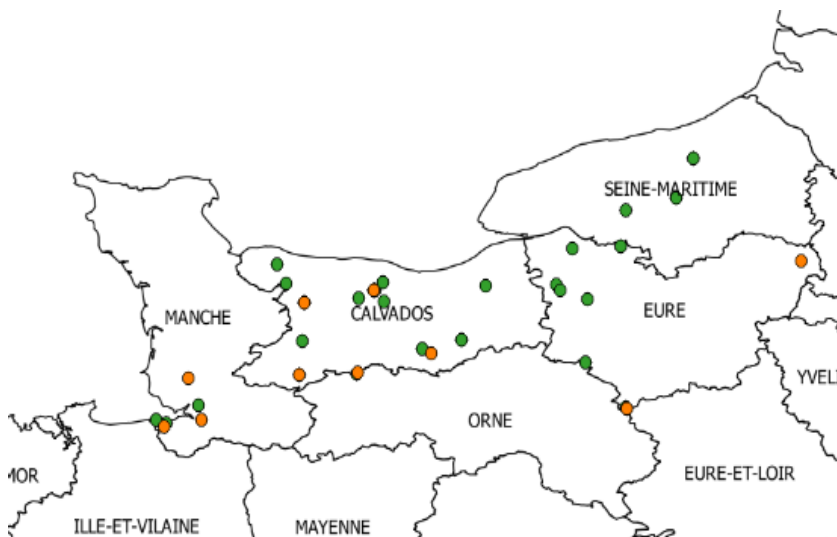 SEINE-MARITIME
MANCHE
CALVADOS
EURE
YVELI
ORNE
MOR
EURE-ET-LOIR
ILLE-ET-VILAINE
MAYENNE